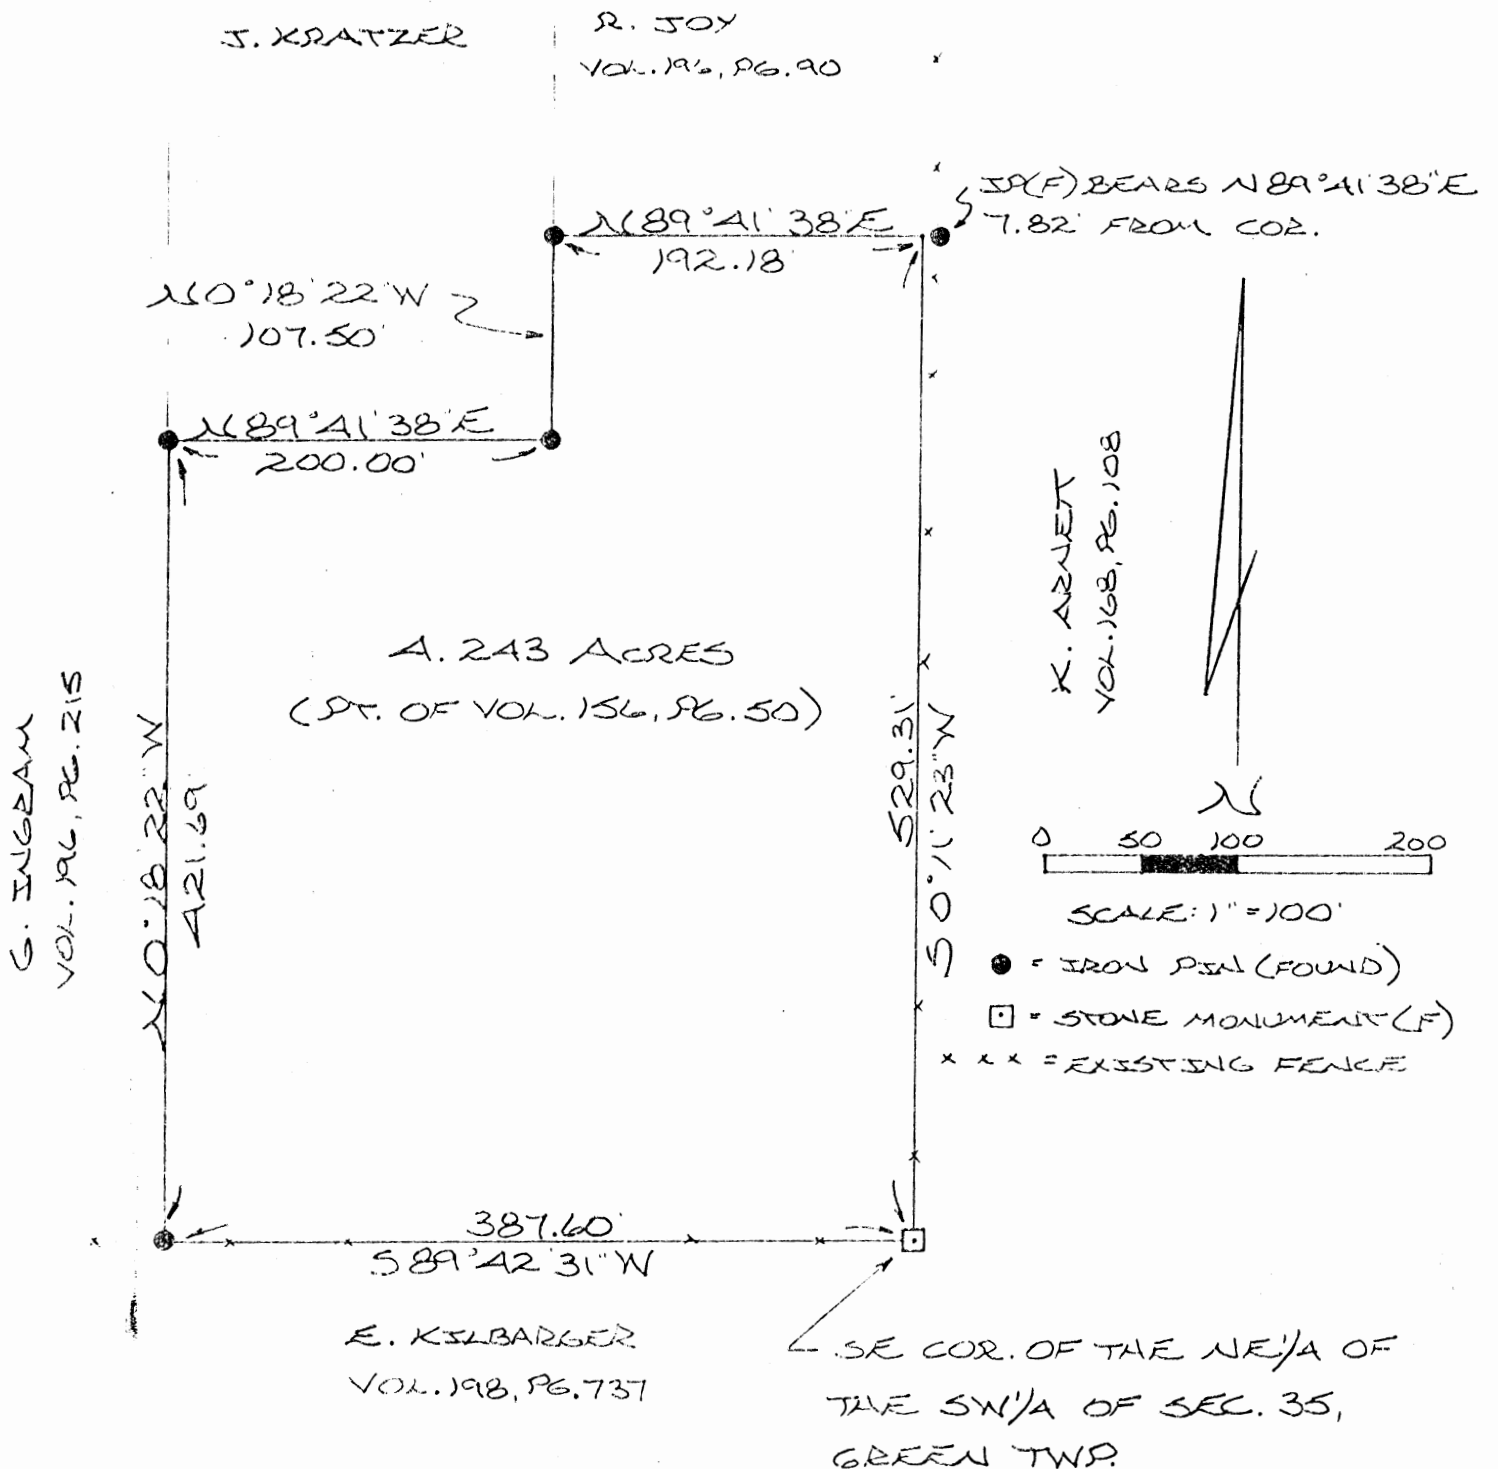 J. KRATZER
R. JOY
VOL. 196, PG. 90
IP(F) BEARS N 89°41'38"E
7.82' FROM COR.
N 89°41'38"E
192.18'
N 0°18'22"W
107.50'
N 89°41'38"E
200.00'
K. ARNETT
VOL. 168, PG. 108
4.243 ACRES
(PT. OF VOL. 156, PG. 50)
G. INGRAM
VOL. 196, PG. 215
N 0°18'22"W
421.69'
529.31'
S 0°11'23"W
N
0 50 100 200
SCALE: 1" = 100'
= IRON PIN (FOUND)
= STONE MONUMENT (F)
x x x = EXISTING FENCE
387.60'
S 89°42'31"W
E. KILBARGER
VOL. 198, PG. 737
SE COR. OF THE NE1/4 OF
THE SW1/4 OF SEC. 35,
GREEN TWP.